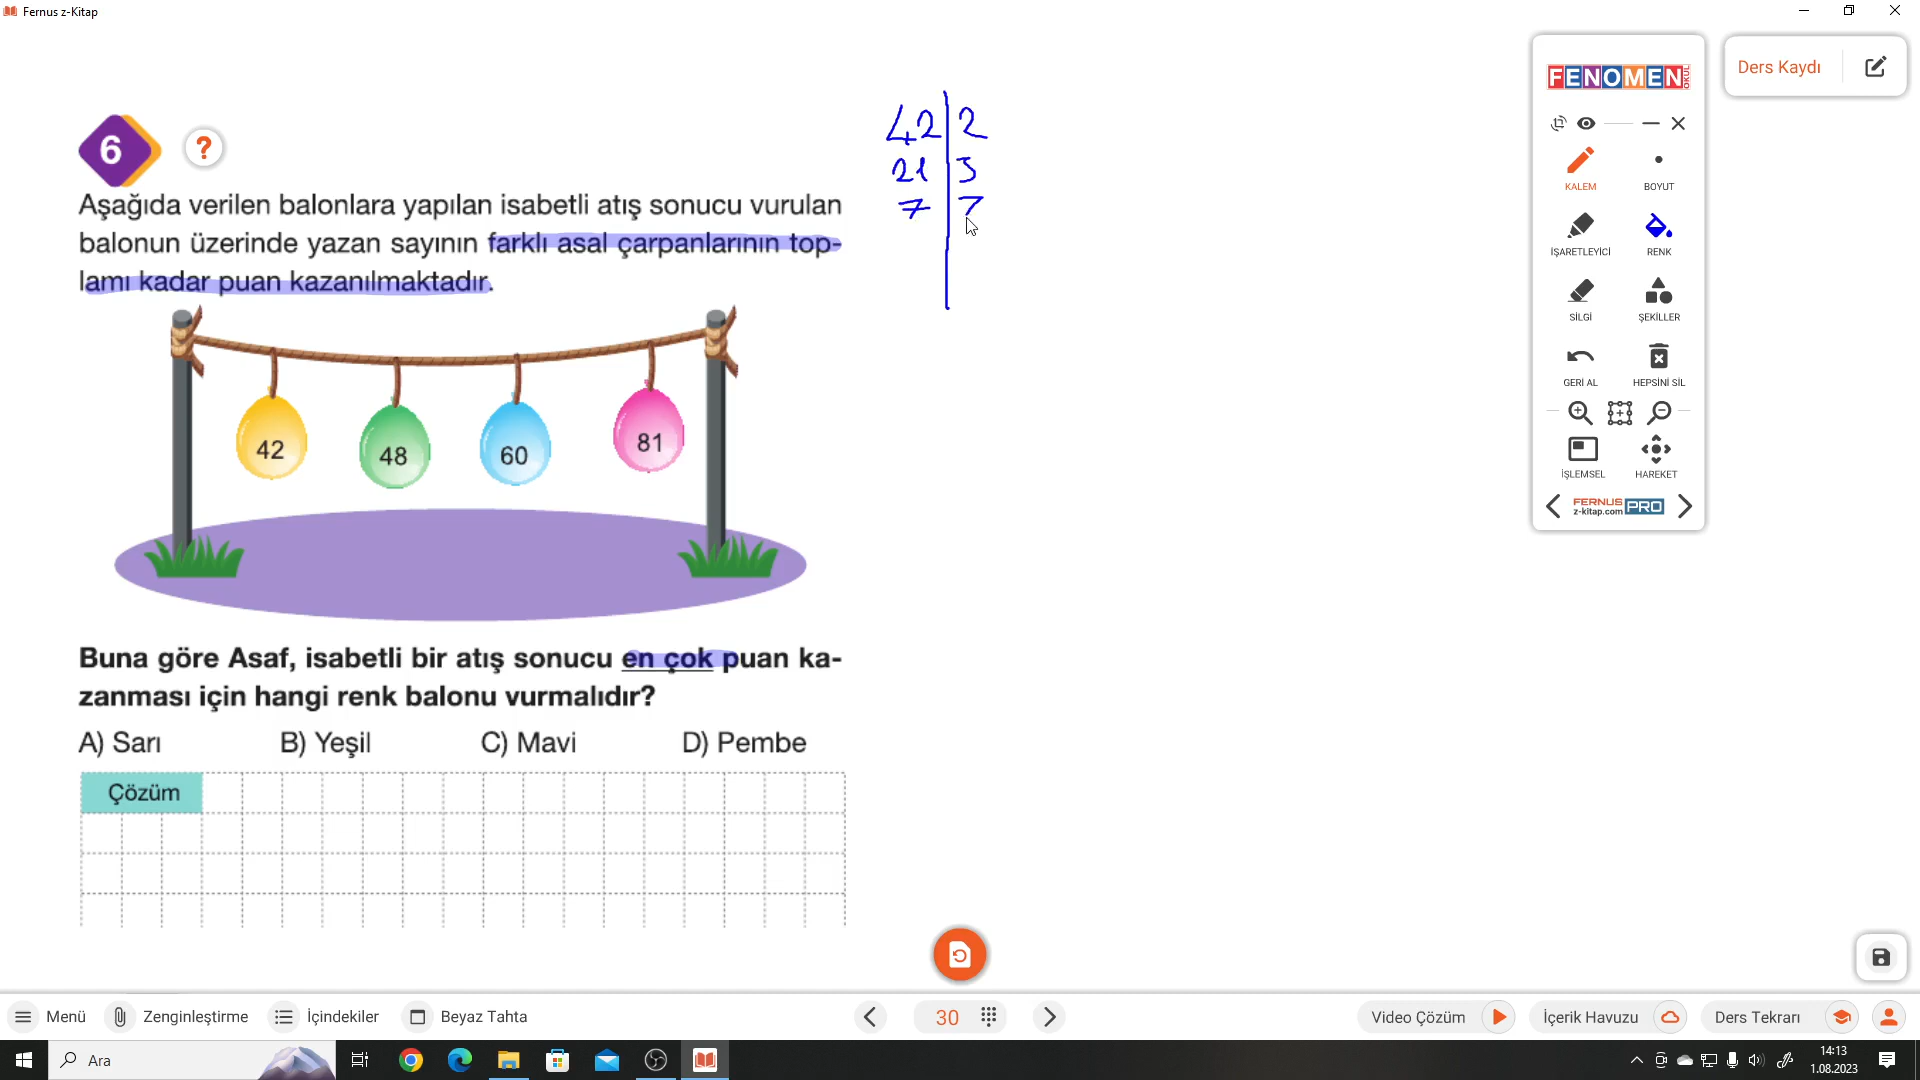 Fernus z-Kitap
6
?
Aşağıda verilen balonlara yapılan isabetli atış sonucu vurulan
balonun üzerinde yazan sayının farklı asal çarpanlarının top-
lamı kadar puan kazanılmaktadır.
42
48
60
81
Buna göre Asaf, isabetli bir atış sonucu en çok puan ka-
zanması için hangi renk balonu vurmalıdır?
A) Sarı B) Yeşil C) Mavi D) Pembe
Çözüm
42 2
21 3
7 7
FENOMEN OKUL
KALEM BOYUT
İŞARETLEYİCİ RENK
SİLGİ ŞEKİLLER
GERİ AL HEPSİNİ SİL
İŞLEMSEL HAREKET
FERNUS
z-kitap.com PRO
Ders Kaydı
Menü Zenginleştirme İçindekiler Beyaz Tahta 30 Video Çözüm İçerik Havuzu Ders Tekrarı
Ara
14:13
1.08.2023